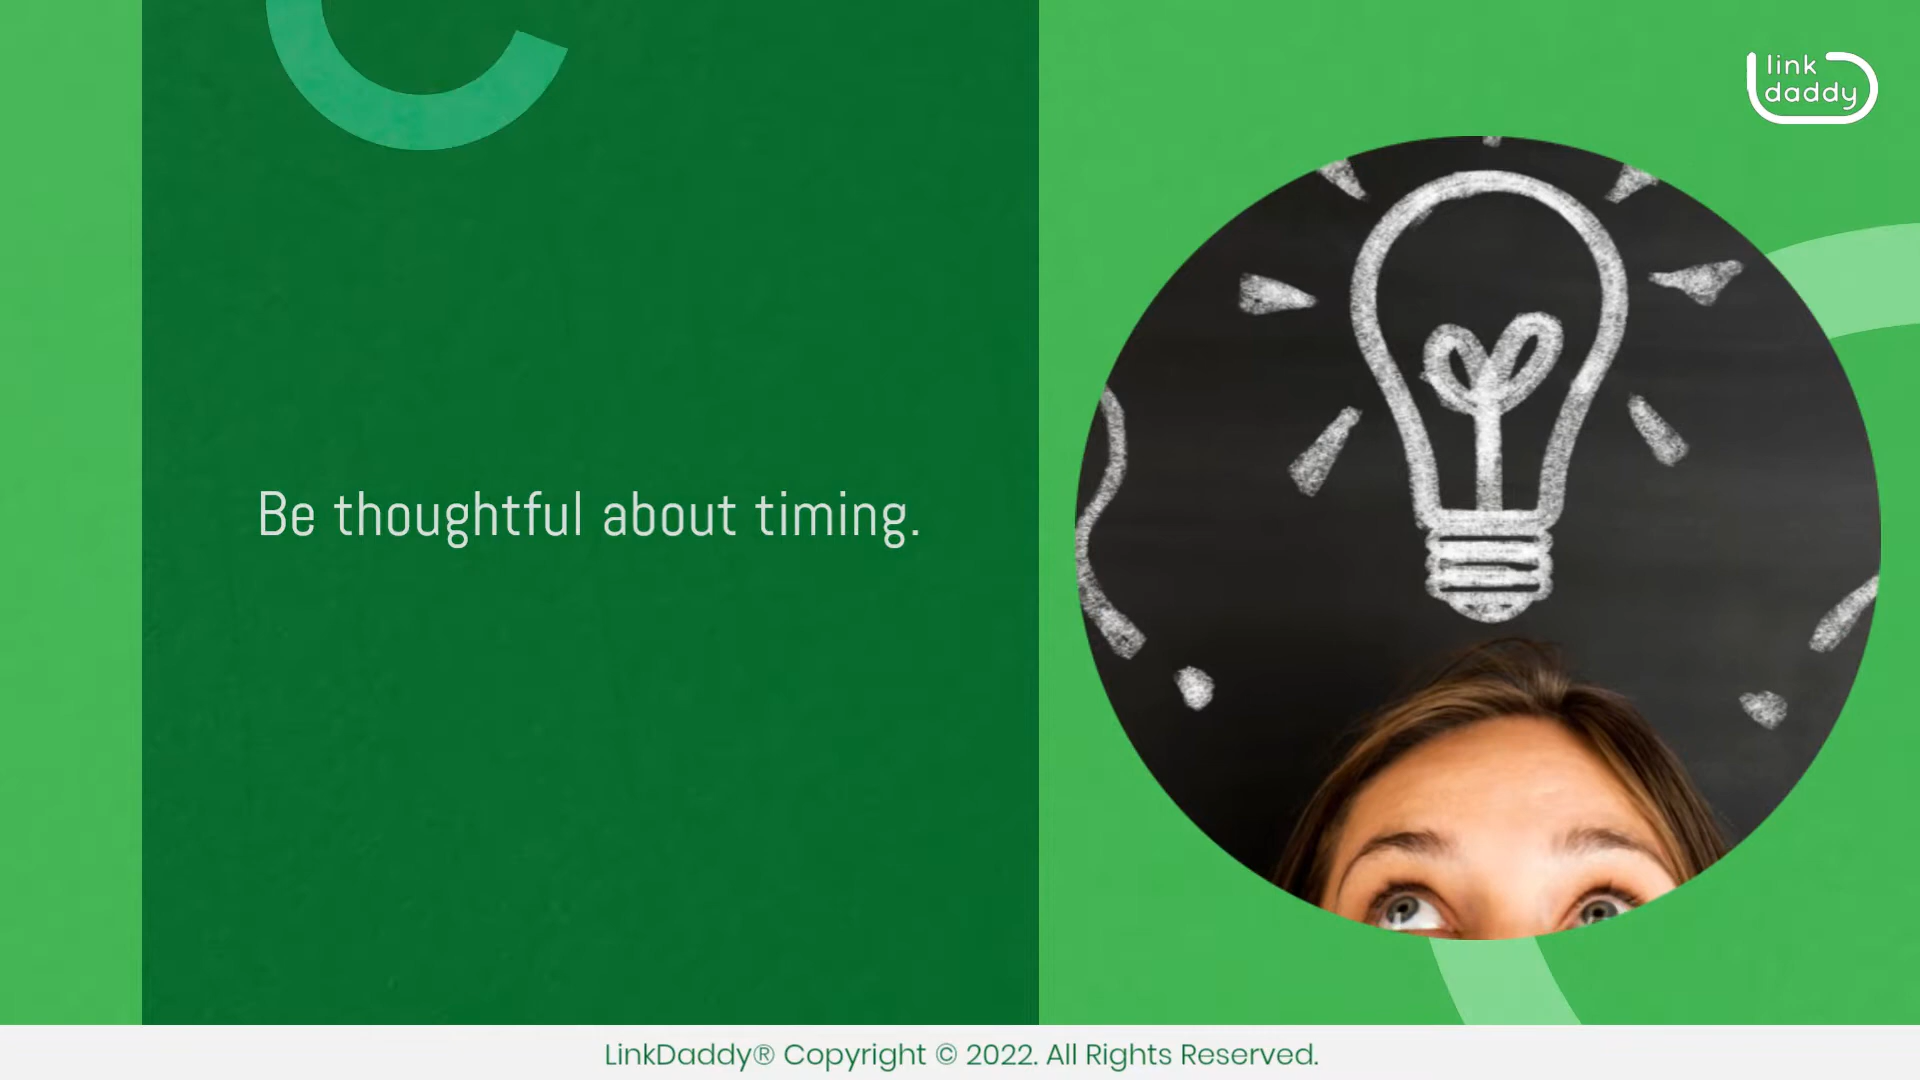 link
daddy
Be thoughtful about timing.
LinkDaddy® Copyright © 2022. All Rights Reserved.